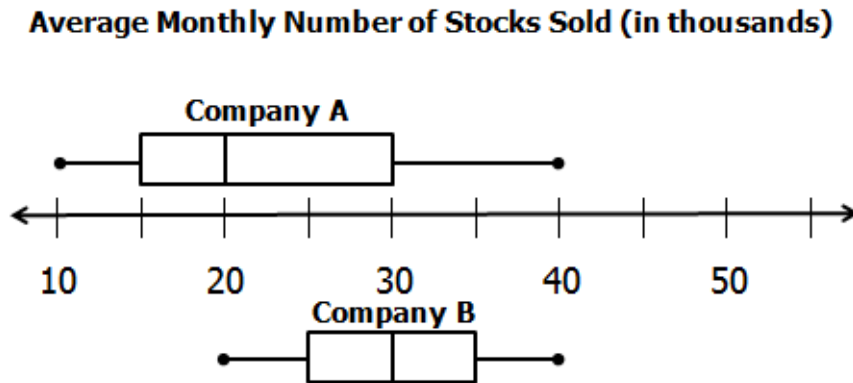 Average Monthly Number of Stocks Sold (in thousands)
Company A
10 20 30 40 50
Company B